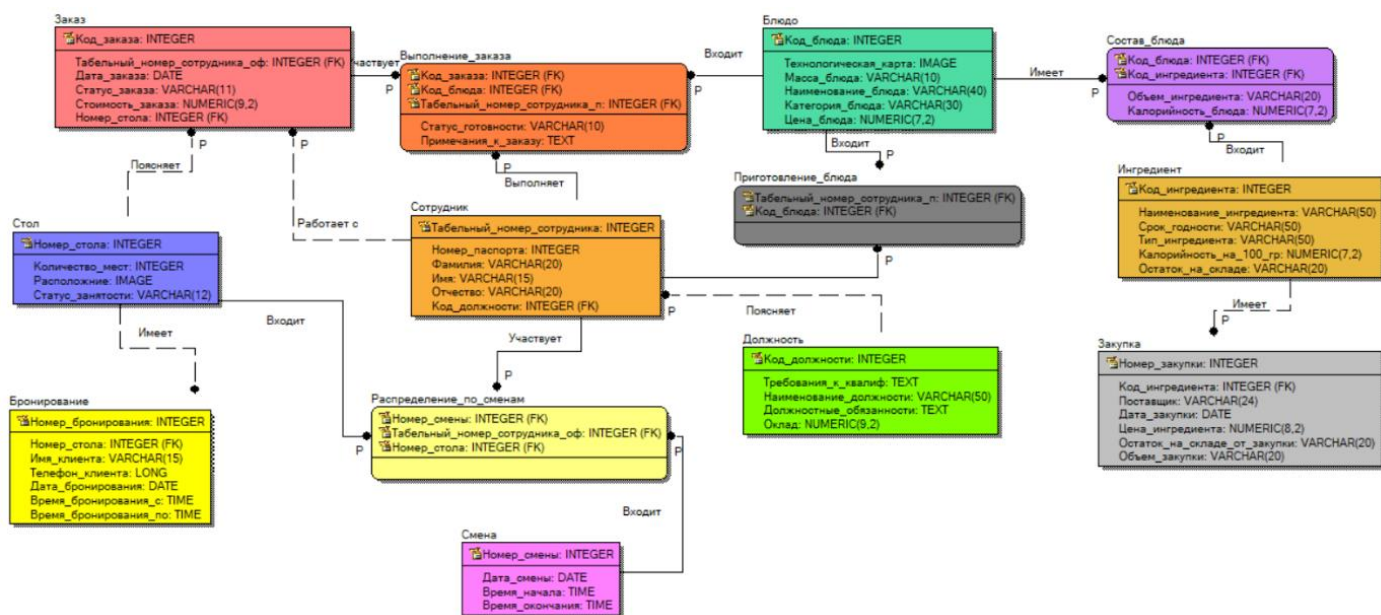 Заказ
Код_заказа: INTEGER
Табельный_номер_сотрудника_оф: INTEGER (FK)
Дата_заказа: DATE
Статус_заказа: VARCHAR(11)
Стоимость_заказа: NUMERIC(9,2)
Номер_стола: INTEGER (FK)
частвует
P
P
P
Выполнение_заказа
Код_заказа: INTEGER (FK)
Код_блюда: INTEGER (FK)
Табельный_номер_сотрудника_п: INTEGER (FK)
Статус_готовности: VARCHAR(10)
Примечания_к_заказу: TEXT
Входит
P
P
Выполняет
Блюдо
Код_блюда: INTEGER
Технологическая_карта: IMAGE
Масса_блюда: VARCHAR(10)
Наименование_блюда: VARCHAR(40)
Категория_блюда: VARCHAR(30)
Цена_блюда: NUMERIC(7,2)
Имеет
P
Входит
P
Состав_блюда
Код_блюда: INTEGER (FK)
Код_ингредиента: INTEGER (FK)
Объем_ингредиента: VARCHAR(20)
Калорийность_блюда: NUMERIC(7,2)
P
Входит
Поясняет
Работает с
Приготовление_блюда
Табельный_номер_сотрудника_п: INTEGER (FK)
Код_блюда: INTEGER (FK)
P
Ингредиент
Код_ингредиента: INTEGER
Наименование_ингредиента: VARCHAR(50)
Срок_годности: VARCHAR(50)
Тип_ингредиента: VARCHAR(50)
Калорийность_на_100_гр: NUMERIC(7,2)
Остаток_на_складе: VARCHAR(20)
Имеет
P
Стол
Номер_стола: INTEGER
Количество_мест: INTEGER
Расположние: IMAGE
Статус_занятости: VARCHAR(12)
Входит
Имеет
Сотрудник
Табельный_номер_сотрудника: INTEGER
Номер_паспорта: INTEGER
Фамилия: VARCHAR(20)
Имя: VARCHAR(15)
Отчество: VARCHAR(20)
Код_должности: INTEGER (FK)
P
Поясняет
Участвует
P
Должность
Код_должности: INTEGER
Требования_к_квалиф: TEXT
Наименование_должности: VARCHAR(50)
Должностные_обязанности: TEXT
Оклад: NUMERIC(9,2)
Закупка
Номер_закупки: INTEGER
Код_ингредиента: INTEGER (FK)
Поставщик: VARCHAR(24)
Дата_закупки: DATE
Цена_ингредиента: NUMERIC(8,2)
Остаток_на_складе_от_закупки: VARCHAR(20)
Объем_закупки: VARCHAR(20)
Бронирование
Номер_бронирования: INTEGER
Номер_стола: INTEGER (FK)
Имя_клиента: VARCHAR(15)
Телефон_клиента: LONG
Дата_бронирования: DATE
Время_бронирования_с: TIME
Время_бронирования_по: TIME
Распределение_по_сменам
Номер_смены: INTEGER (FK)
Табельный_номер_сотрудника_оф: INTEGER (FK)
Номер_стола: INTEGER (FK)
P
P
Входит
Смена
Номер_смены: INTEGER
Дата_смены: DATE
Время_начала: TIME
Время_окончания: TIME